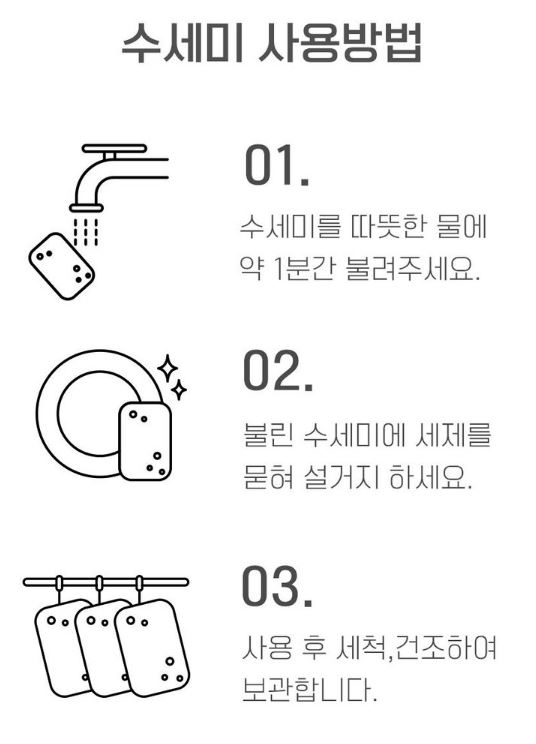 수세미 사용방법
01.
수세미를 따뜻한 물에
약 1분간 불려주세요.
02.
불린 수세미에 세제를
묻혀 설거지 하세요.
03.
사용 후 세척,건조하여
보관합니다.